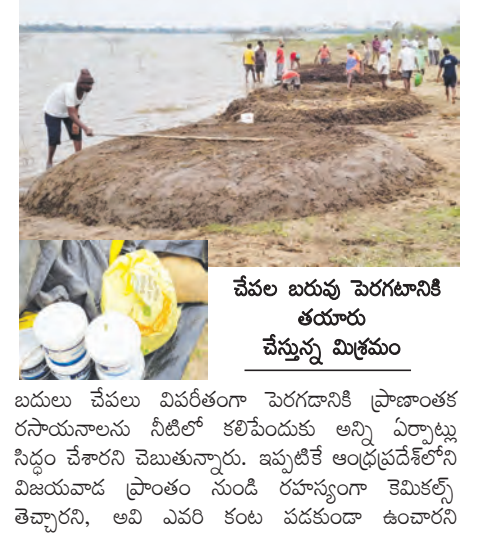 చేపల బరువు పెరగటానికి
తయారు
చేస్తున్న మిశ్రమం
బదులు చేపలు విపరీతంగా పెరగడానికి ప్రాణాంతక
రసాయనాలను నీటిలో కలిపేందుకు అన్ని ఏర్పాట్లు
సిద్ధం చేశారని చెబుతున్నారు. ఇప్పటికే ఆంధ్రప్రదేశ్‌లోని
విజయవాడ ప్రాంతం నుండి రహస్యంగా కెమికల్స్
తెచ్చారని, అవి ఎవరి కంట పడకుండా ఉంచారని